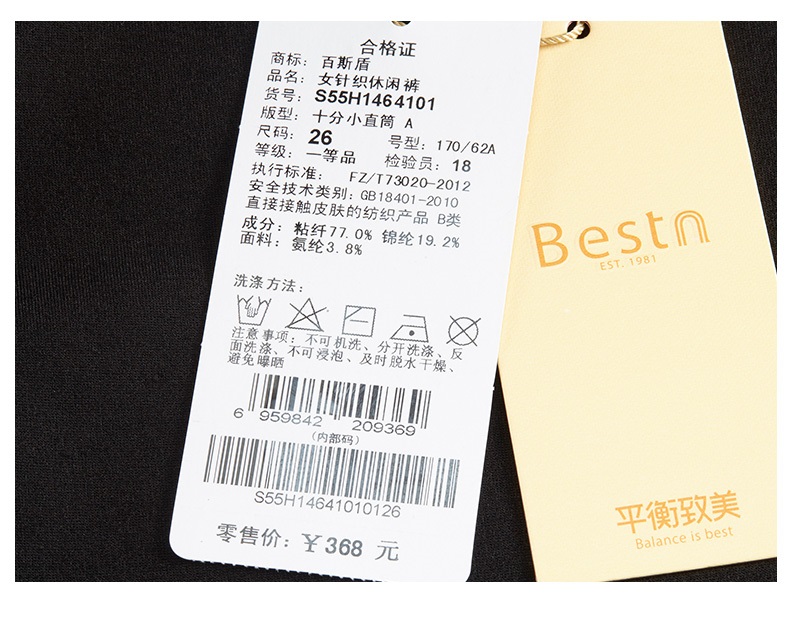 合格证
商标: 百斯盾
品名: 女针织休闲裤
货号: S55H1464101
版型: 十分小直筒 A
尺码: 26 号型: 170/62A
等级: 一等品 检验员: 18
执行标准: FZ/T73020-2012
安全技术类别: GB18401-2010
直接接触皮肤的纺织产品 B类
成分: 粘纤77.0% 锦纶19.2%
面料: 氨纶3.8%
洗涤方法:
注意事项: 不可机洗、分开洗涤、反
面洗涤、不可浸泡、及时脱水干燥、
避免曝晒
6 959842 209369
(内部码)
S55H14641010126
零售价: ¥368 元
Bestn
EST. 1981
平衡致美
Balance is best